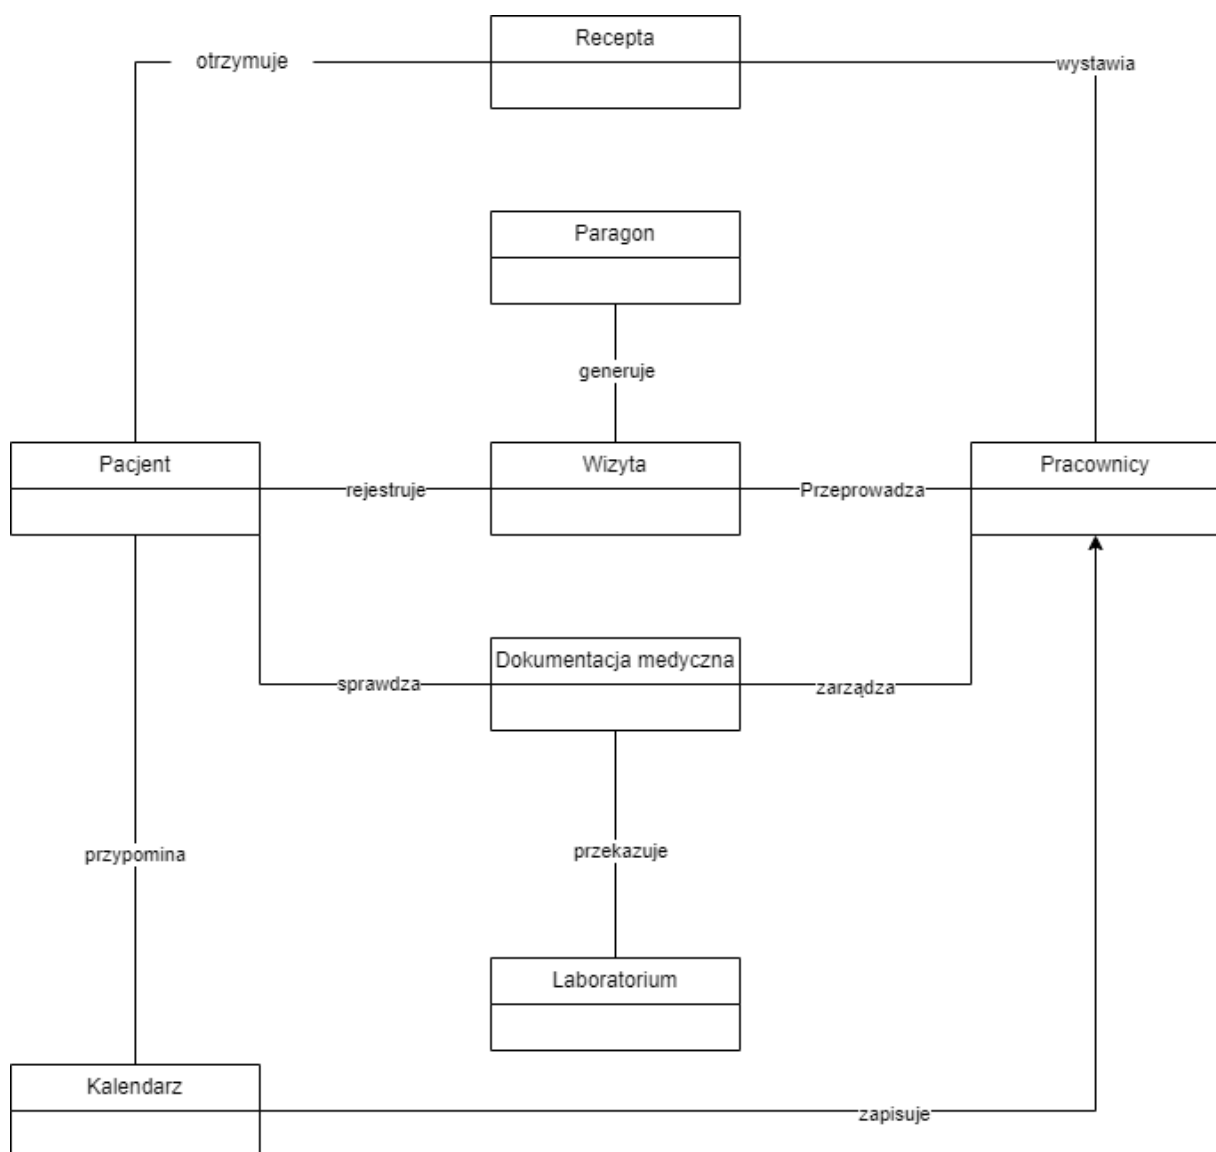 Recepta
otrzymuje
wystawia
Paragon
generuje
Pacjent
Wizyta
Pracownicy
rejestruje
Przeprowadza
Dokumentacja medyczna
sprawdza
zarządza
przypomina
przekazuje
Laboratorium
Kalendarz
zapisuje